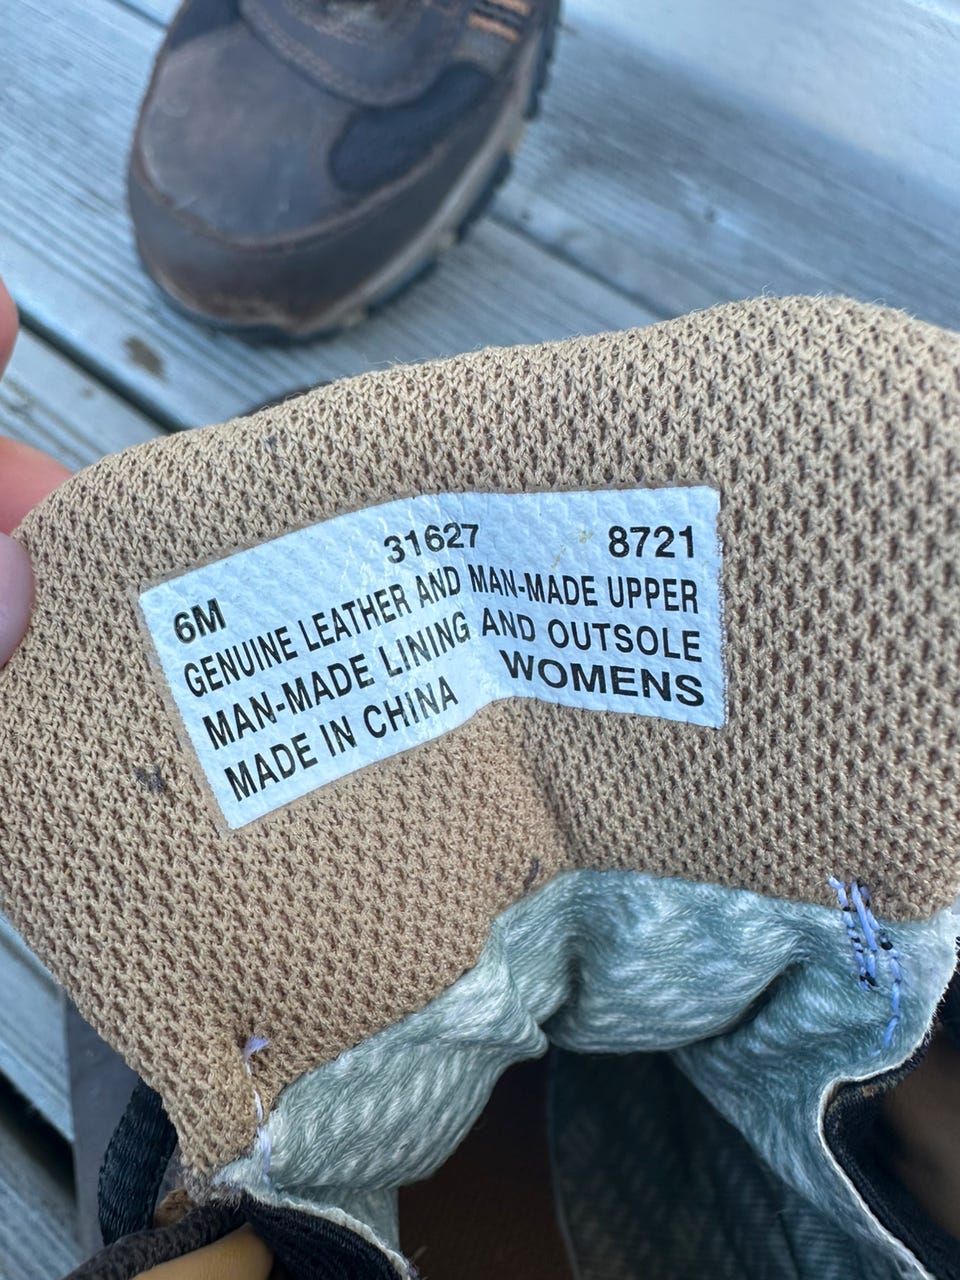 31627 8721
6M
GENUINE LEATHER AND MAN-MADE UPPER
MAN-MADE LINING AND OUTSOLE
MADE IN CHINA WOMENS